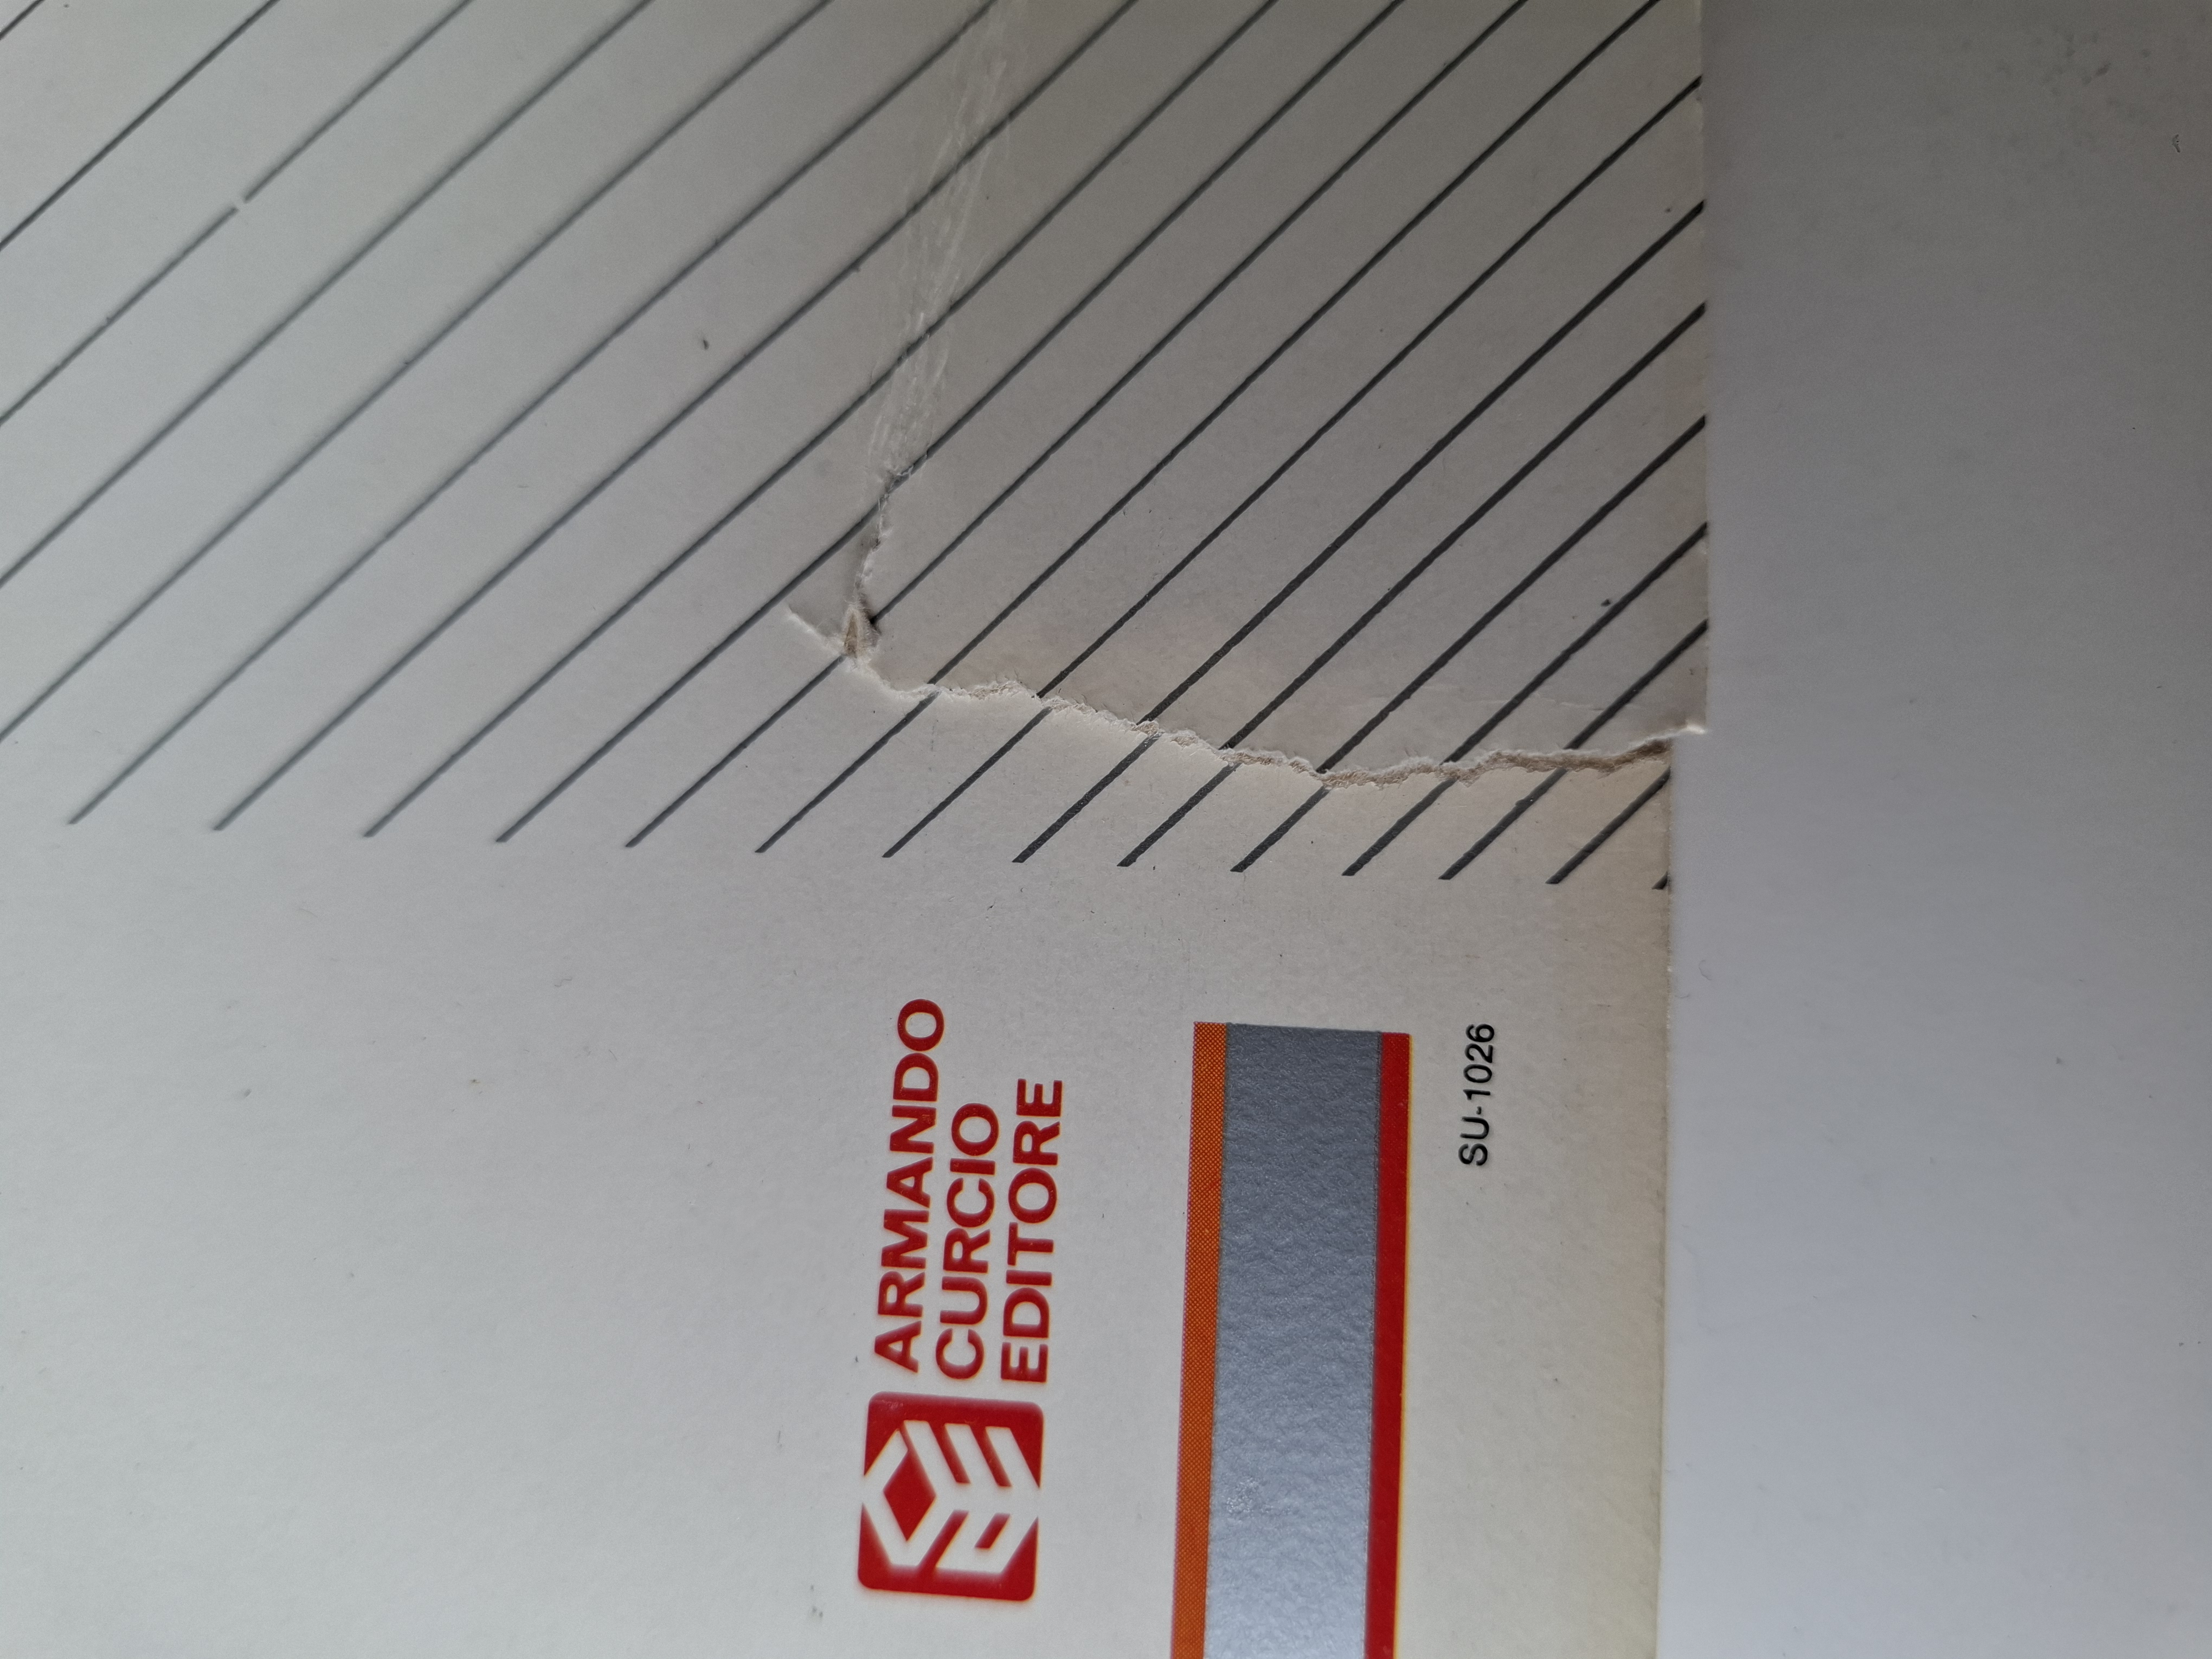 ARMANDO
CURCIO
EDITORE
SU-1026